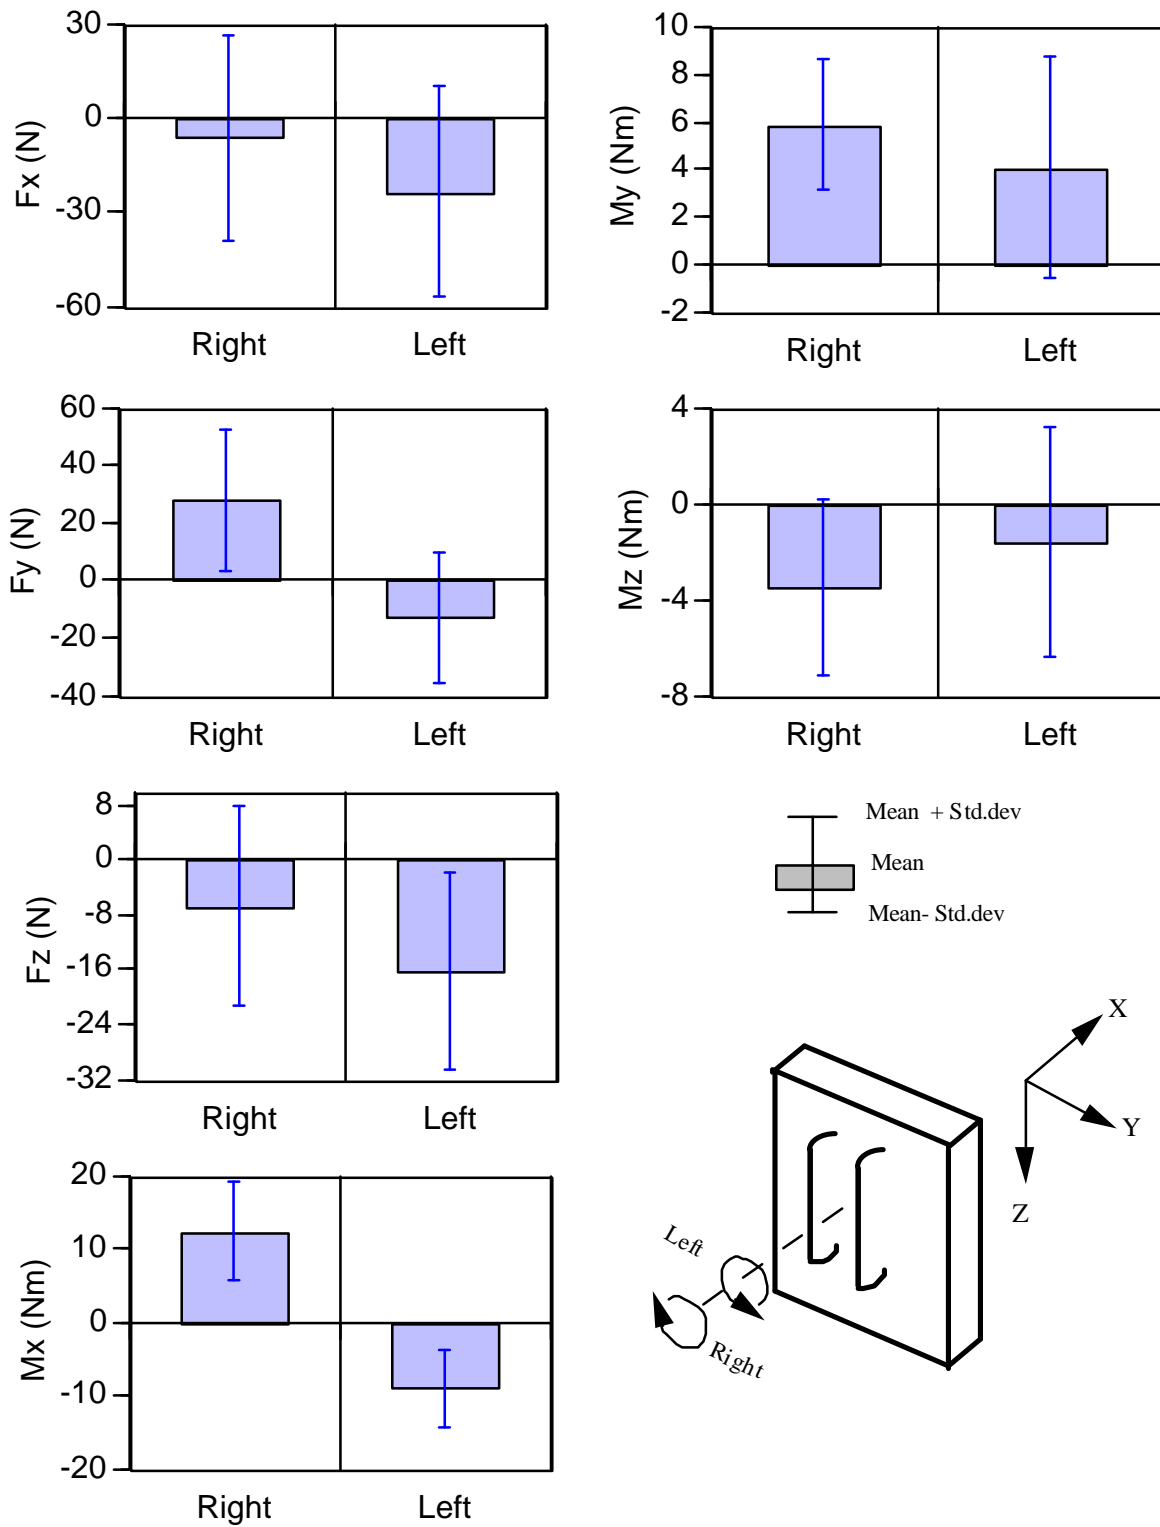 30
0
-30
-60
Fx (N)
Right
Left
10
8
6
4
2
0
-2
My (Nm)
Right
Left
60
40
20
0
-20
-40
Fy (N)
Right
Left
4
0
-4
-8
Mz (Nm)
Right
Left
8
0
-8
-16
-24
-32
Fz (N)
Right
Left
Mean + Std.dev
Mean
Mean- Std.dev
20
10
0
-10
-20
Mx (Nm)
Right
Left
X
Y
Z
Left
Right